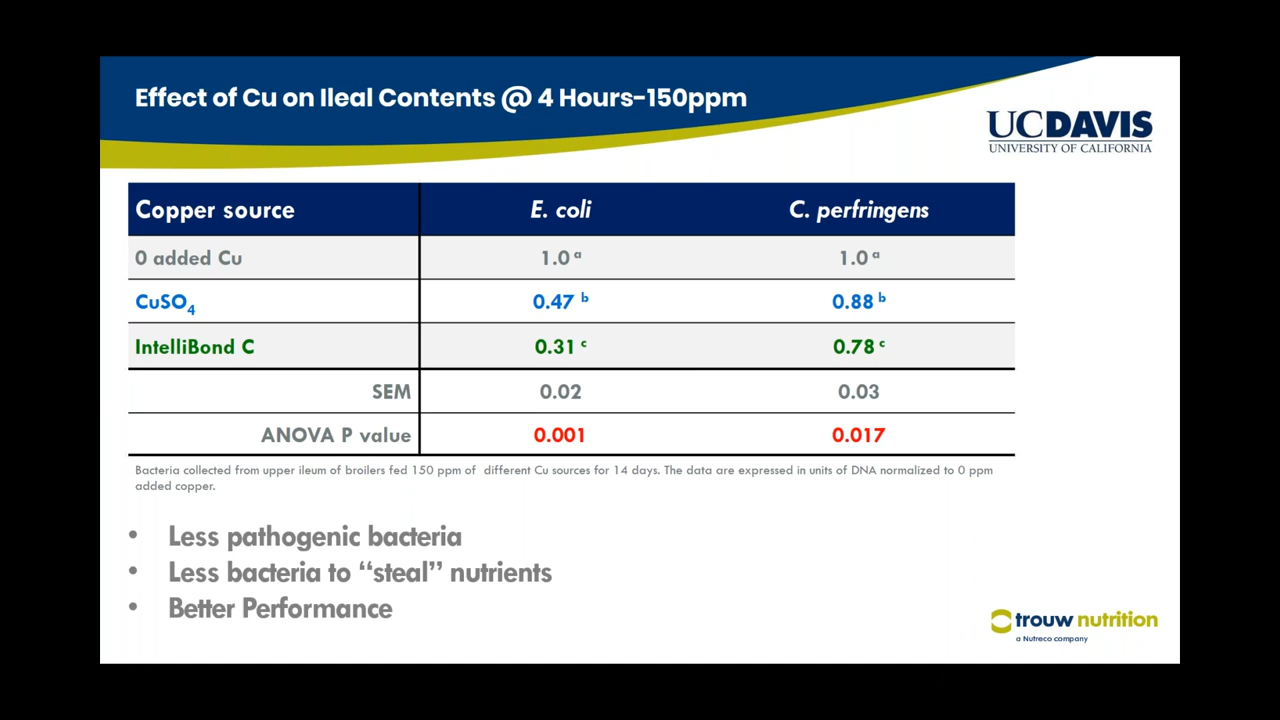 Effect of Cu on Ileal Contents @ 4 Hours-150ppm
UCDAVIS
UNIVERSITY OF CALIFORNIA
Copper source E. coli C. perfringens
0 added Cu 1.0 a 1.0 a
CuSO4 0.47 b 0.88 b
IntelliBond C 0.31 c 0.78 c
SEM 0.02 0.03
ANOVA P value 0.001 0.017
Bacteria collected from upper ileum of broilers fed 150 ppm of different Cu sources for 14 days. The data are expressed in units of DNA normalized to 0 ppm
added copper.
• Less pathogenic bacteria
• Less bacteria to “steal” nutrients
• Better Performance
trouw nutrition
a Nutreco company